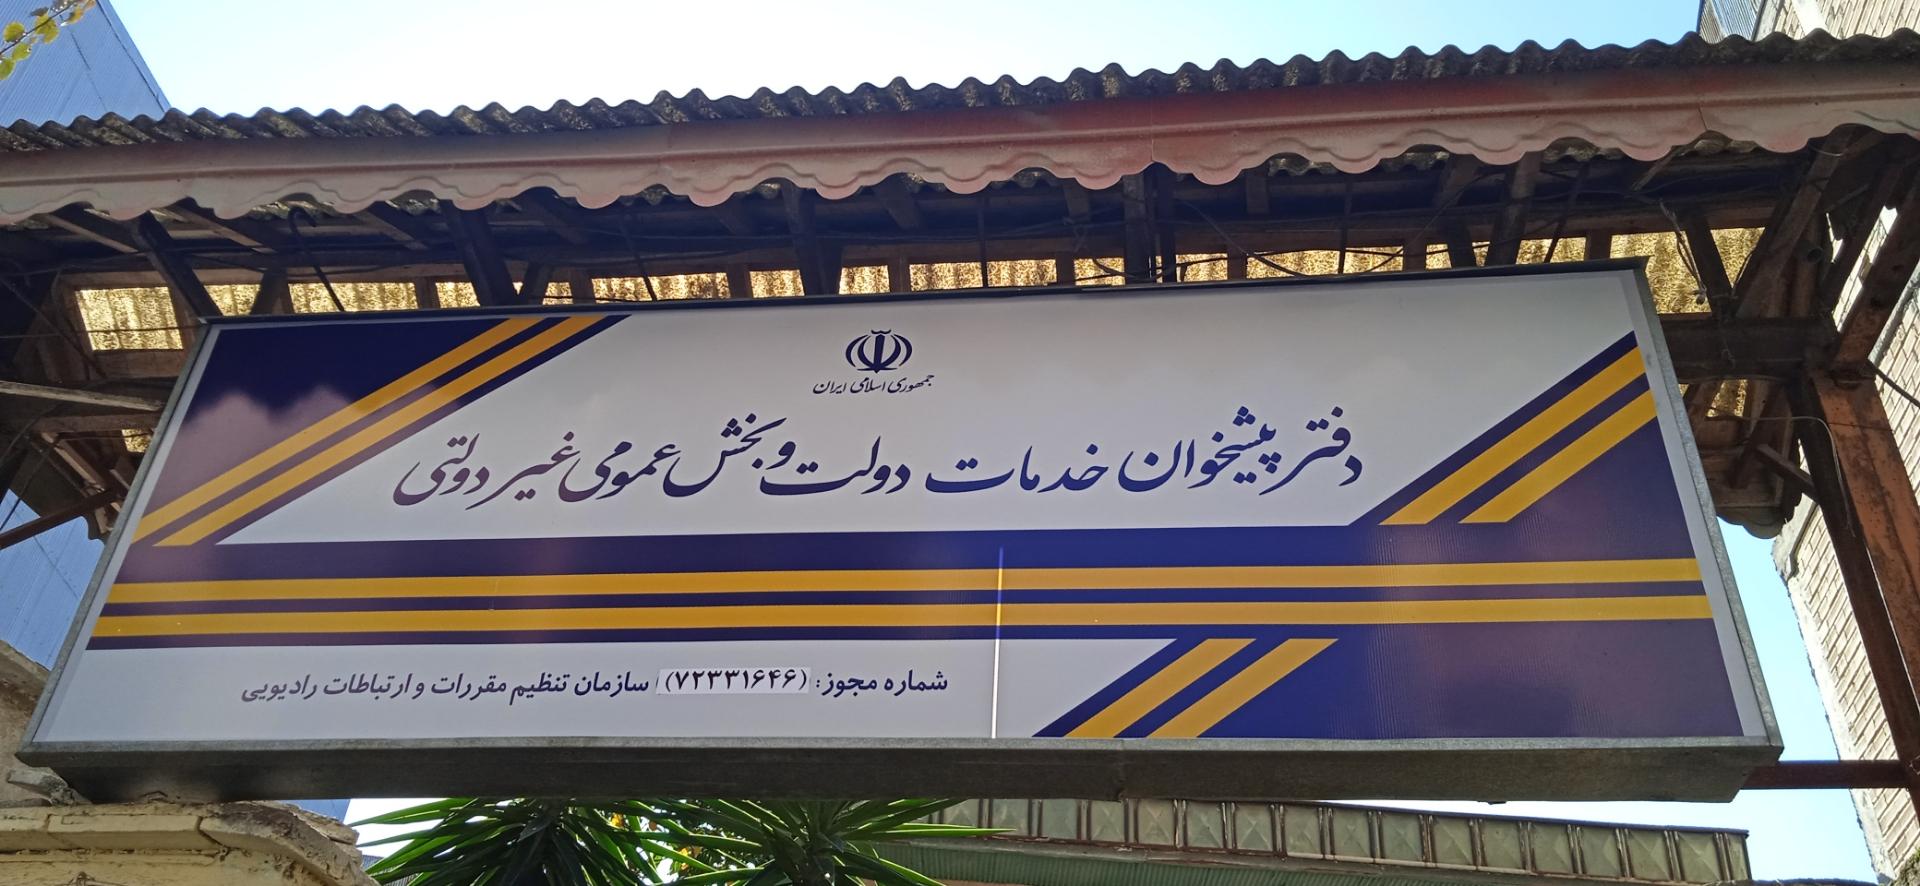 جمهوری اسلامی ایران
دفتر پیشخوان خدمات دولت و بخش عمومی غیر دولتی
شماره مجوز: (۷۲۳۳۱۶۴۶) سازمان تنظیم مقررات و ارتباطات رادیویی